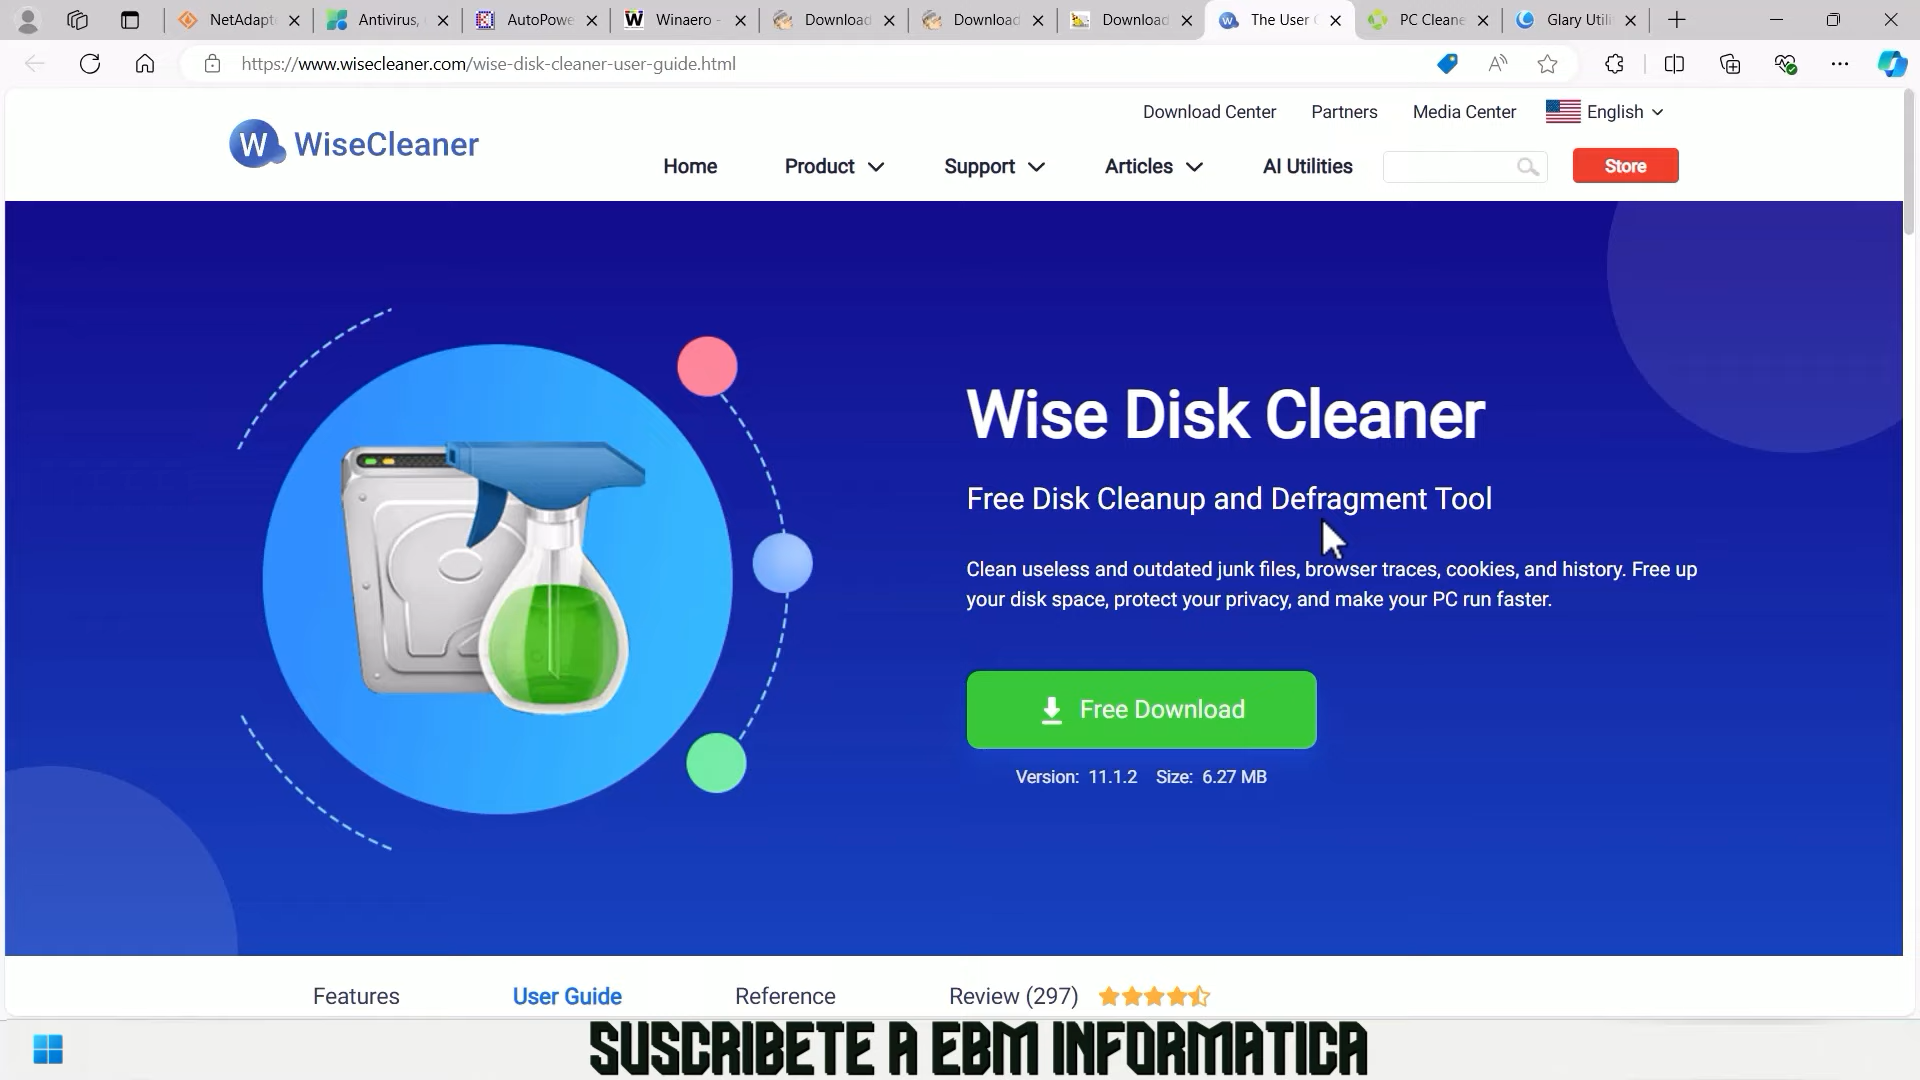 NetAdapt
Antivirus,
AutoPowe
Winaero -
Download
Download
Download
The User
PC Cleane
Glary Utili
https://www.wisecleaner.com/wise-disk-cleaner-user-guide.html
Download Center Partners Media Center English
W WiseCleaner
Home Product Support Articles AI Utilities Store
Wise Disk Cleaner
Free Disk Cleanup and Defragment Tool
Clean useless and outdated junk files, browser traces, cookies, and history. Free up
your disk space, protect your privacy, and make your PC run faster.
Free Download
Version: 11.1.2 Size: 6.27 MB
Features User Guide Reference Review (297)
SUSCRIBETE A EBM INFORMATICA